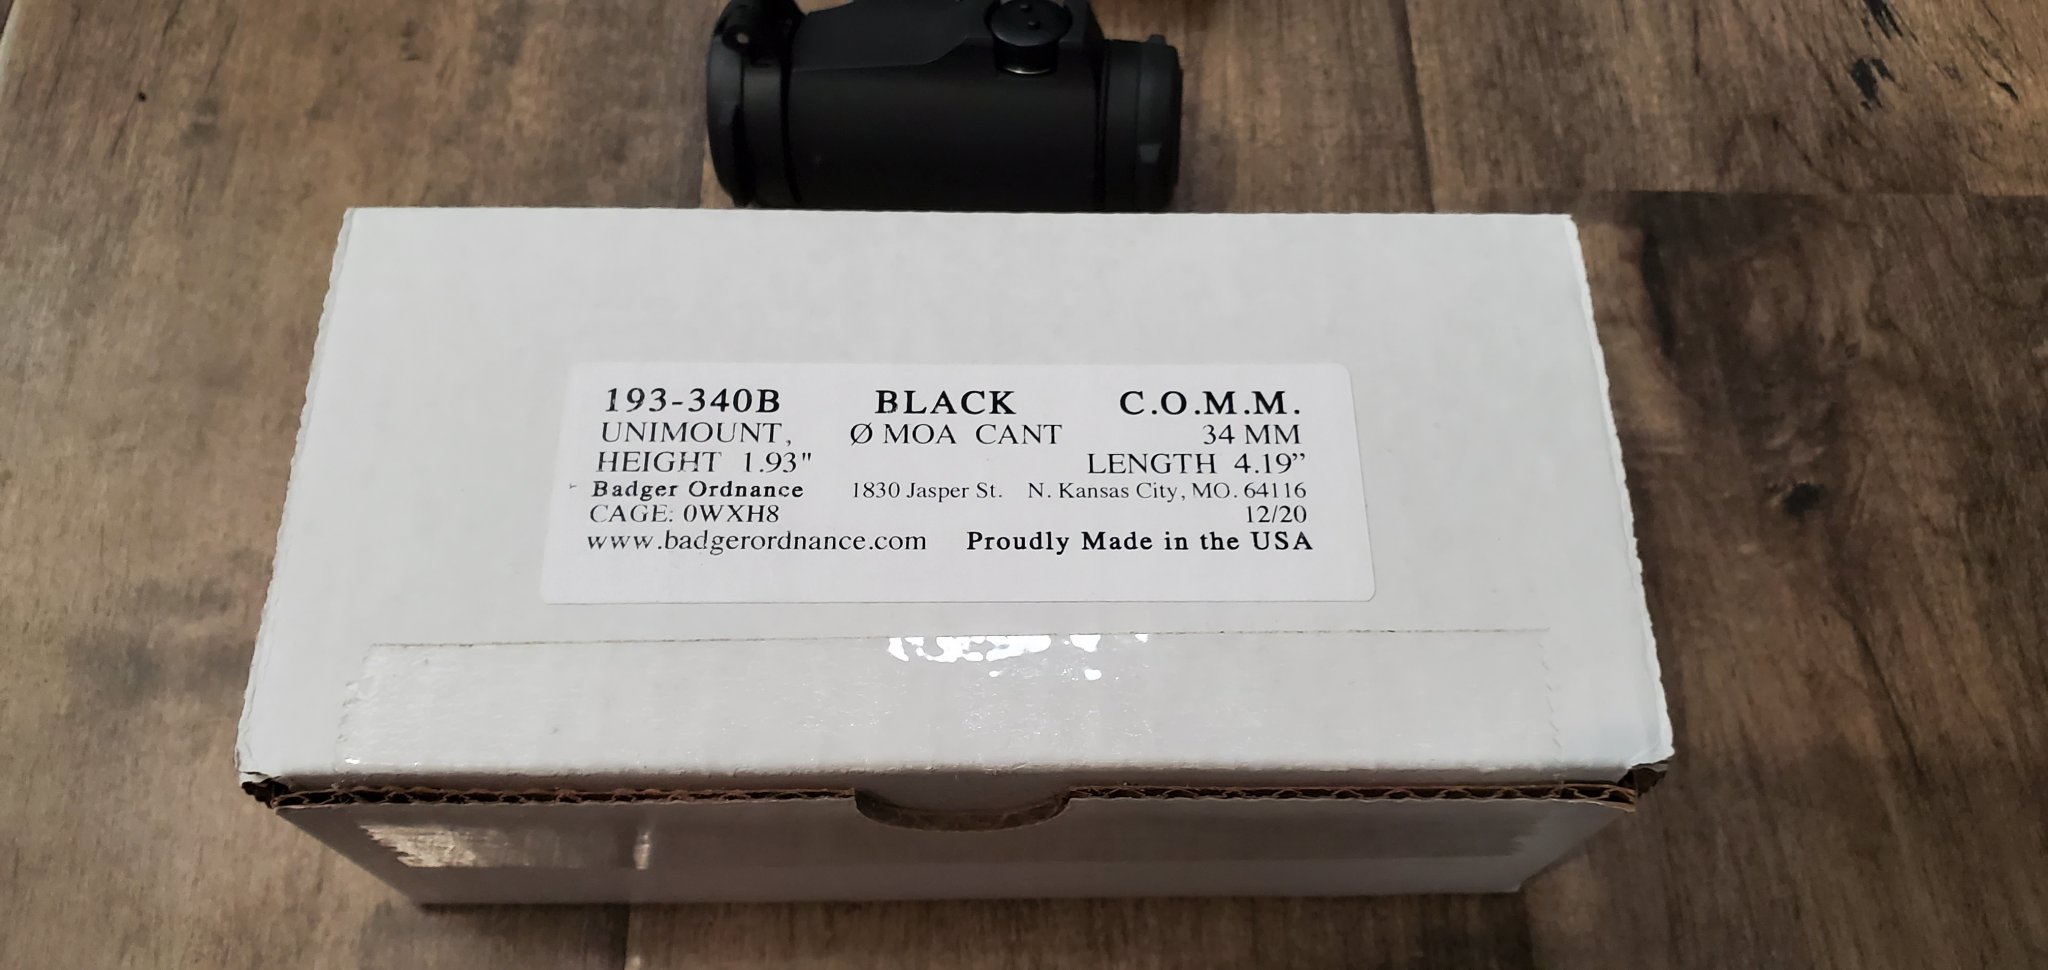 193-340B BLACK C.O.M.M.
UNIMOUNT, Ø MOA CANT 34 MM
HEIGHT 1.93" LENGTH 4.19”
Badger Ordnance 1830 Jasper St. N. Kansas City, MO. 64116
CAGE: 0WXH8 12/20
www.badgerordnance.com Proudly Made in the USA